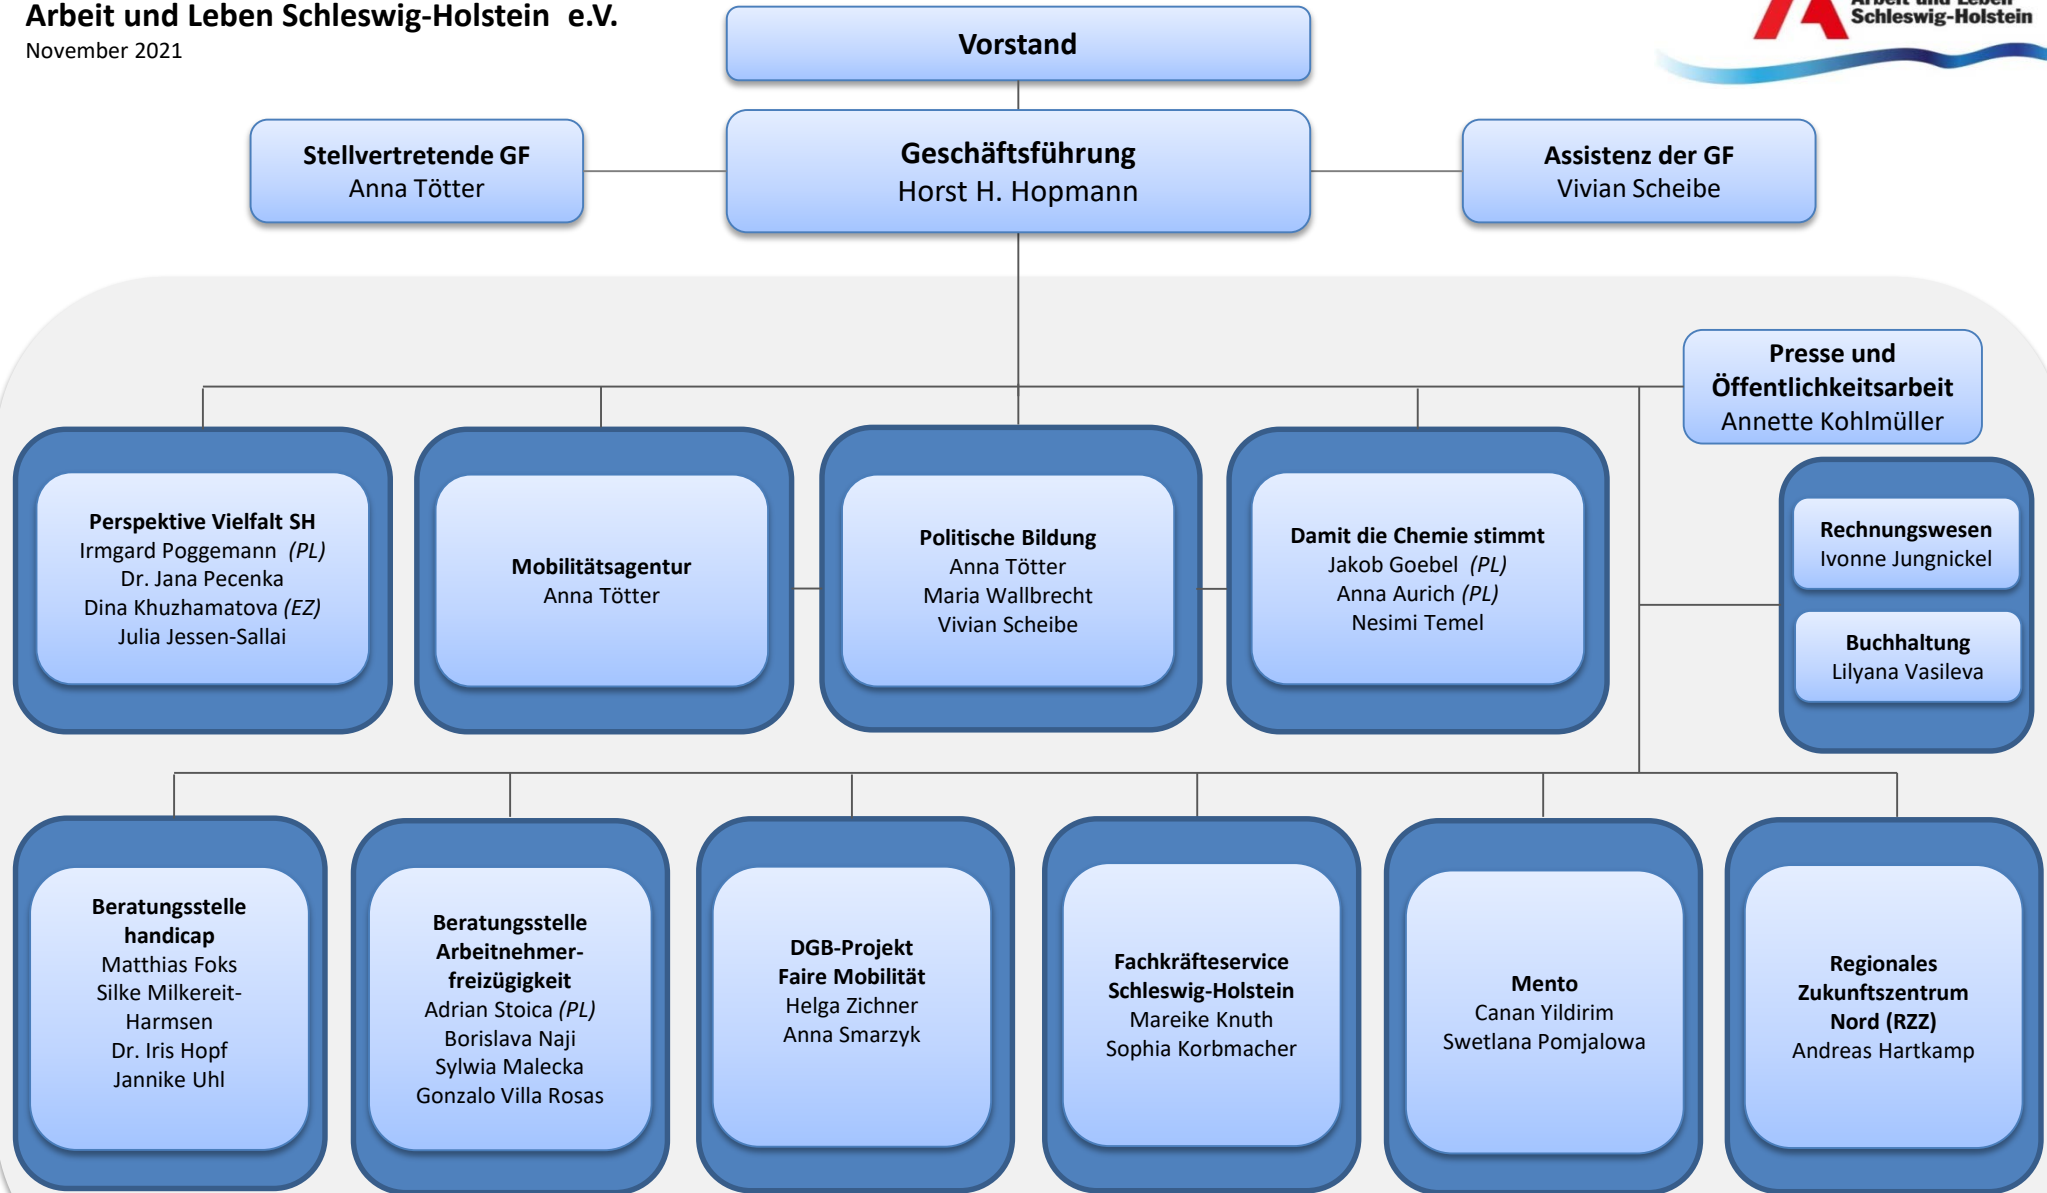 Arbeit und Leben Schleswig-Holstein e.V.
November 2021
Arbeit und Leben
Schleswig-Holstein
Vorstand
Stellvertretende GF
Anna Tötter
Geschäftsführung
Horst H. Hopmann
Assistenz der GF
Vivian Scheibe
Presse und
Öffentlichkeitsarbeit
Annette Kohlmüller
Perspektive Vielfalt SH
Irmgard Poggemann (PL)
Dr. Jana Pecenka
Dina Khuzhamatova (EZ)
Julia Jessen-Sallai
Mobilitätsagentur
Anna Tötter
Politische Bildung
Anna Tötter
Maria Wallbrecht
Vivian Scheibe
Damit die Chemie stimmt
Jakob Goebel (PL)
Anna Aurich (PL)
Nesimi Temel
Rechnungswesen
Ivonne Jungnickel
Buchhaltung
Lilyana Vasileva
Beratungsstelle
handicap
Matthias Foks
Silke Milkereit-
Harmsen
Dr. Iris Hopf
Jannike Uhl
Beratungsstelle
Arbeitnehmer-
freizügigkeit
Adrian Stoica (PL)
Borislava Naji
Sylwia Malecka
Gonzalo Villa Rosas
DGB-Projekt
Faire Mobilität
Helga Zichner
Anna Smarzyk
Fachkräfteservice
Schleswig-Holstein
Mareike Knuth
Sophia Korbmacher
Mento
Canan Yildirim
Swetlana Pomjalowa
Regionales
Zukunftszentrum
Nord (RZZ)
Andreas Hartkamp